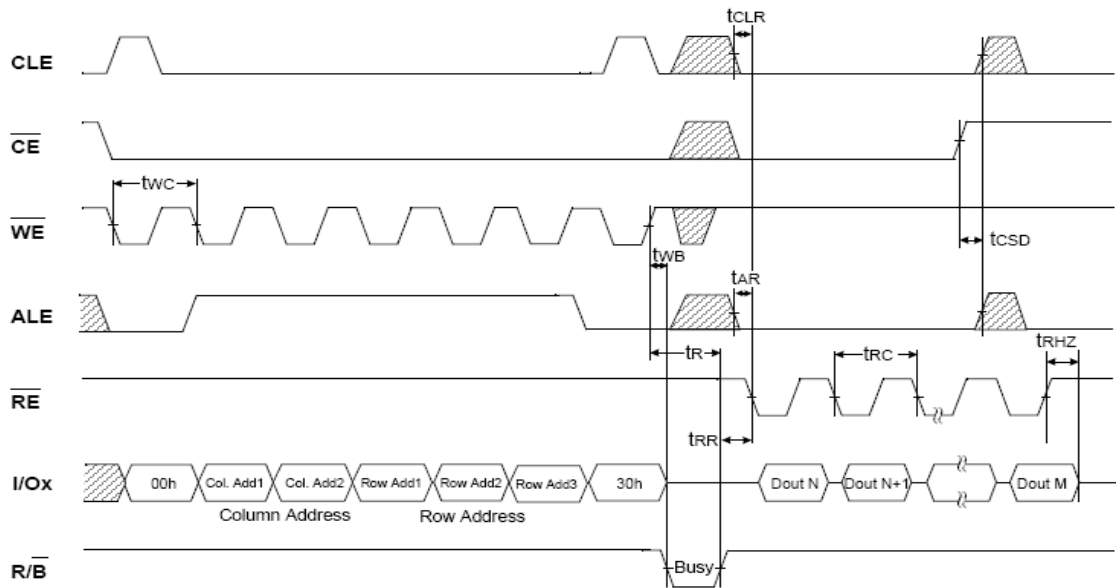 tCLR
CLE
CE
tWC
WE
tCSD
tWB
tAR
ALE
tRHZ
tR
tRC
RE
tRR
I/Ox
00h
Col. Add1
Col. Add2
Row Add1
Row Add2
Row Add3
30h
Dout N
Dout N+1
Dout M
Column Address
Row Address
R/B
Busy